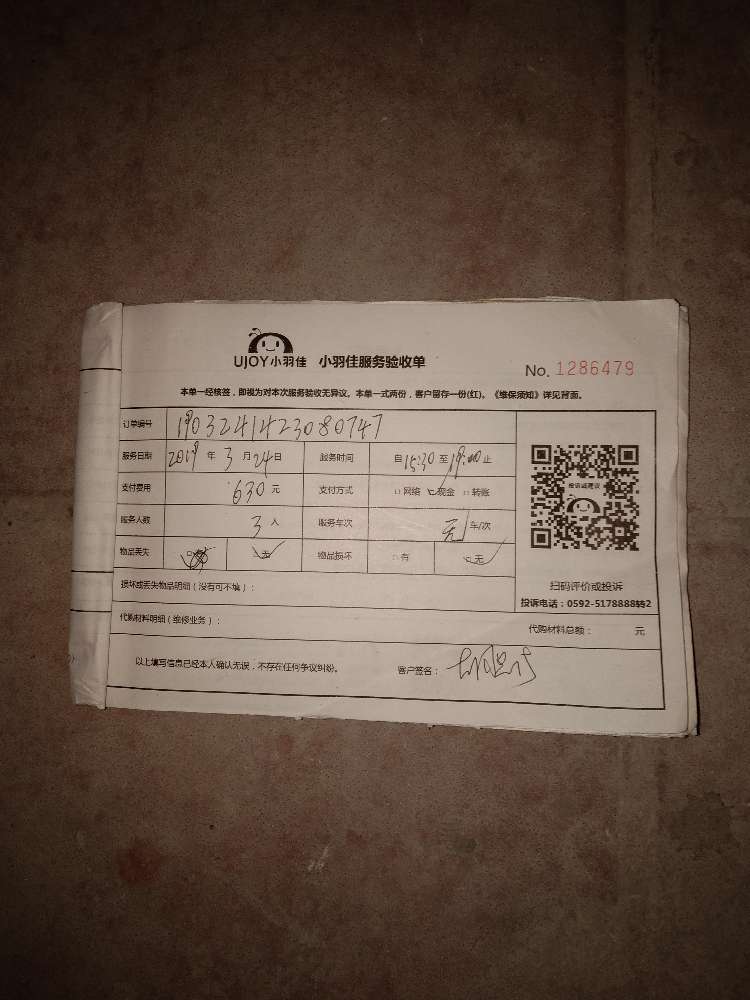 UJOY小羽佳 小羽佳服务验收单
No. 1286479
本单一经核签，即视为对本次服务验收无异议。本单一式两份，客户留存一份(红)。《维保须知》详见背面。
订单编号 1903241423080747
服务日期 2019 年 3 月 24 日 服务时间 自 15:30 至 19:00 止
支付费用 630 元 支付方式 □网络 □现金 □转账
服务人数 3 人 服务车次 无 车/次
物品丢失 □有 □无 物品损坏 □有 □无
损坏或丢失物品明细（没有可不填）：
扫码评价或投诉
投诉电话：0592-5178888转2
代购材料明细（维修业务）：
代购材料总额： 元
以上填写信息已经本人确认无误，不存在任何争议纠纷。 客户签名：